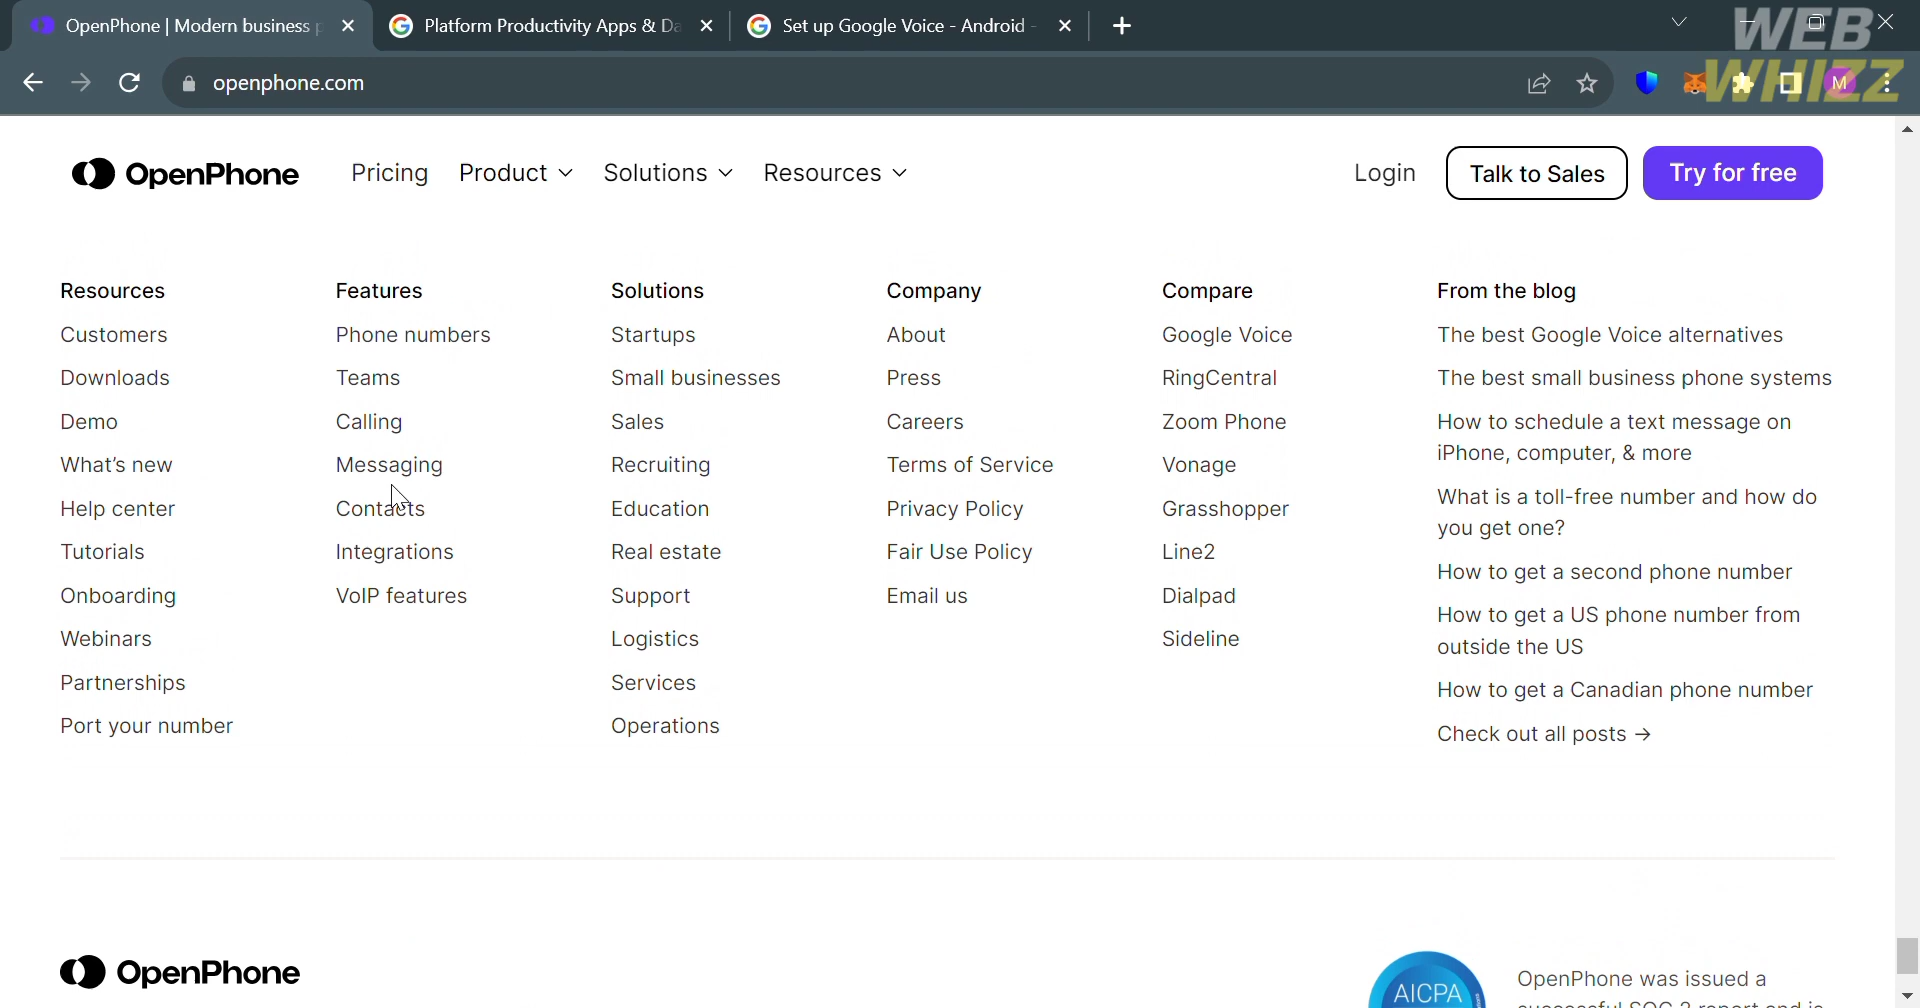 OpenPhone | Modern business p
Platform Productivity Apps & Da
Set up Google Voice - Android -
WEB
WHIZZ
openphone.com
M
OpenPhone
Pricing
Product
Solutions
Resources
Login
Talk to Sales
Try for free
Resources
Customers
Downloads
Demo
What's new
Help center
Tutorials
Onboarding
Webinars
Partnerships
Port your number
Features
Phone numbers
Teams
Calling
Messaging
Contacts
Integrations
VoIP features
Solutions
Startups
Small businesses
Sales
Recruiting
Education
Real estate
Support
Logistics
Services
Operations
Company
About
Press
Careers
Terms of Service
Privacy Policy
Fair Use Policy
Email us
Compare
Google Voice
RingCentral
Zoom Phone
Vonage
Grasshopper
Line2
Dialpad
Sideline
From the blog
The best Google Voice alternatives
The best small business phone systems
How to schedule a text message on
iPhone, computer, & more
What is a toll-free number and how do
you get one?
How to get a second phone number
How to get a US phone number from
outside the US
How to get a Canadian phone number
Check out all posts →
OpenPhone
AICPA
OpenPhone was issued a
successful SOC 2 report and is